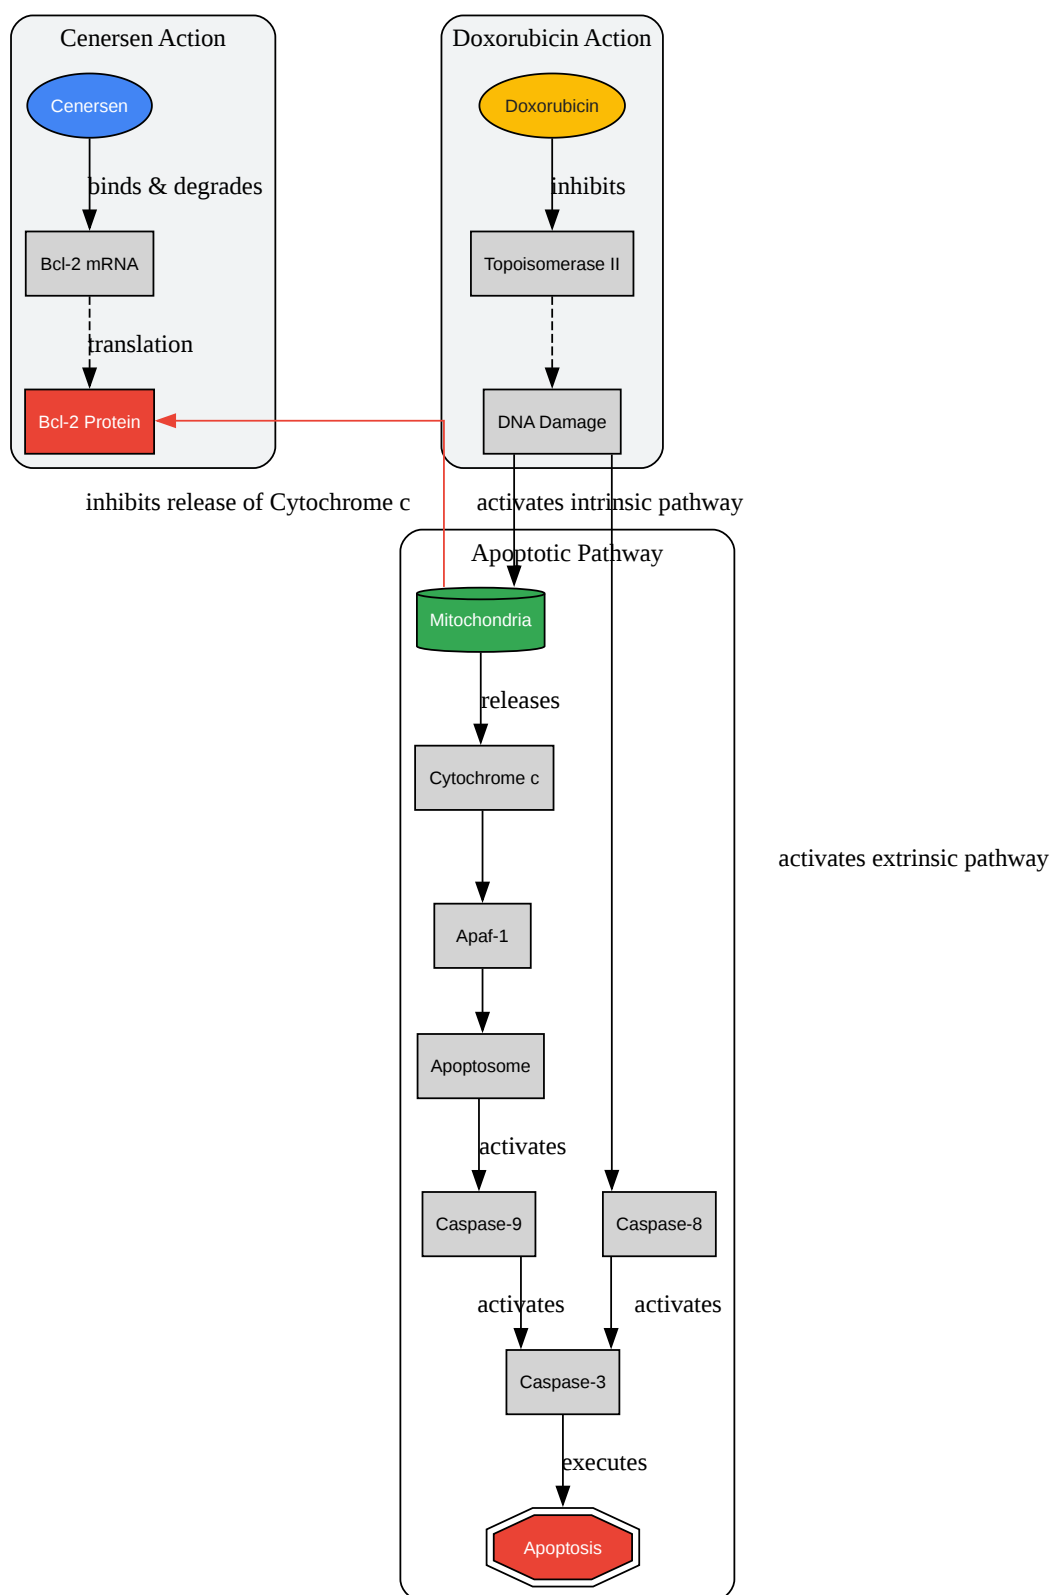 Cenersen Action
Doxorubicin Action
Cenersen
Doxorubicin
binds & degrades
inhibits
Bcl-2 mRNA
Topoisomerase II
translation
Bcl-2 Protein
DNA Damage
inhibits release of Cytochrome c
activates intrinsic pathway
Apoptotic Pathway
Mitochondria
releases
Cytochrome c
activates extrinsic pathway
Apaf-1
Apoptosome
activates
Caspase-9
Caspase-8
activates
activates
Caspase-3
executes
Apoptosis